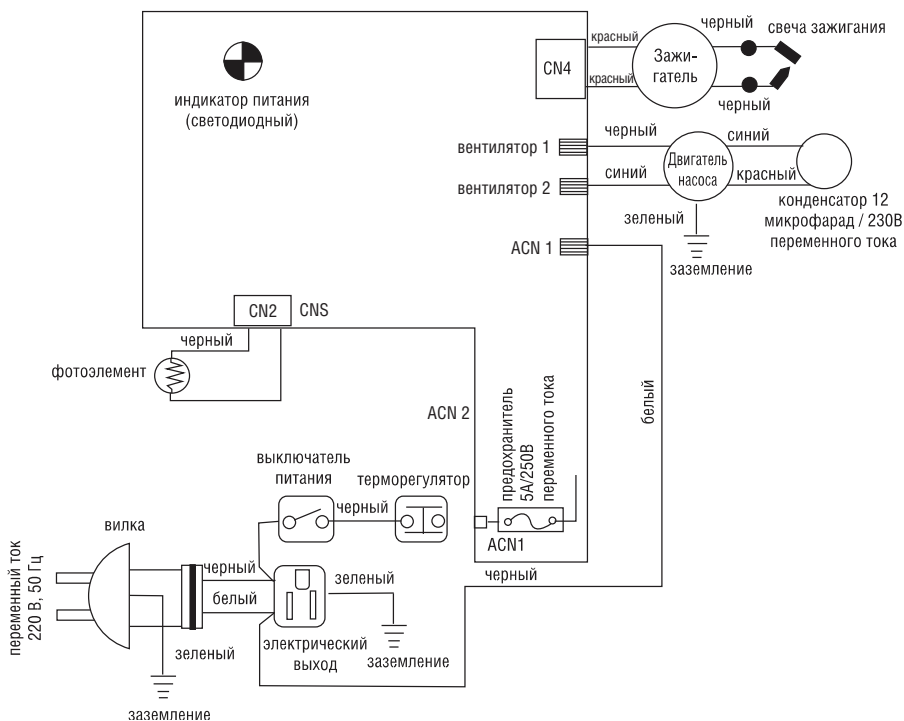 черный
свеча зажигания
красный
CN4
Зажи-
гатель
красный
черный
индикатор питания
(светодиодный)
вентилятор 1
черный
синий
Двигатель
насоса
вентилятор 2
синий
красный
конденсатор 12
микрофарад / 230В
переменного тока
зеленый
заземление
ACN 1
CN2
CNS
черный
фотоэлемент
белый
ACN 2
предохранитель
5А/250В
переменного тока
выключатель
питания
терморегулятор
черный
ACN1
черный
вилка
переменный ток
220 В, 50 Гц
черный
белый
зеленый
зеленый
электрический
выход
заземление
заземление